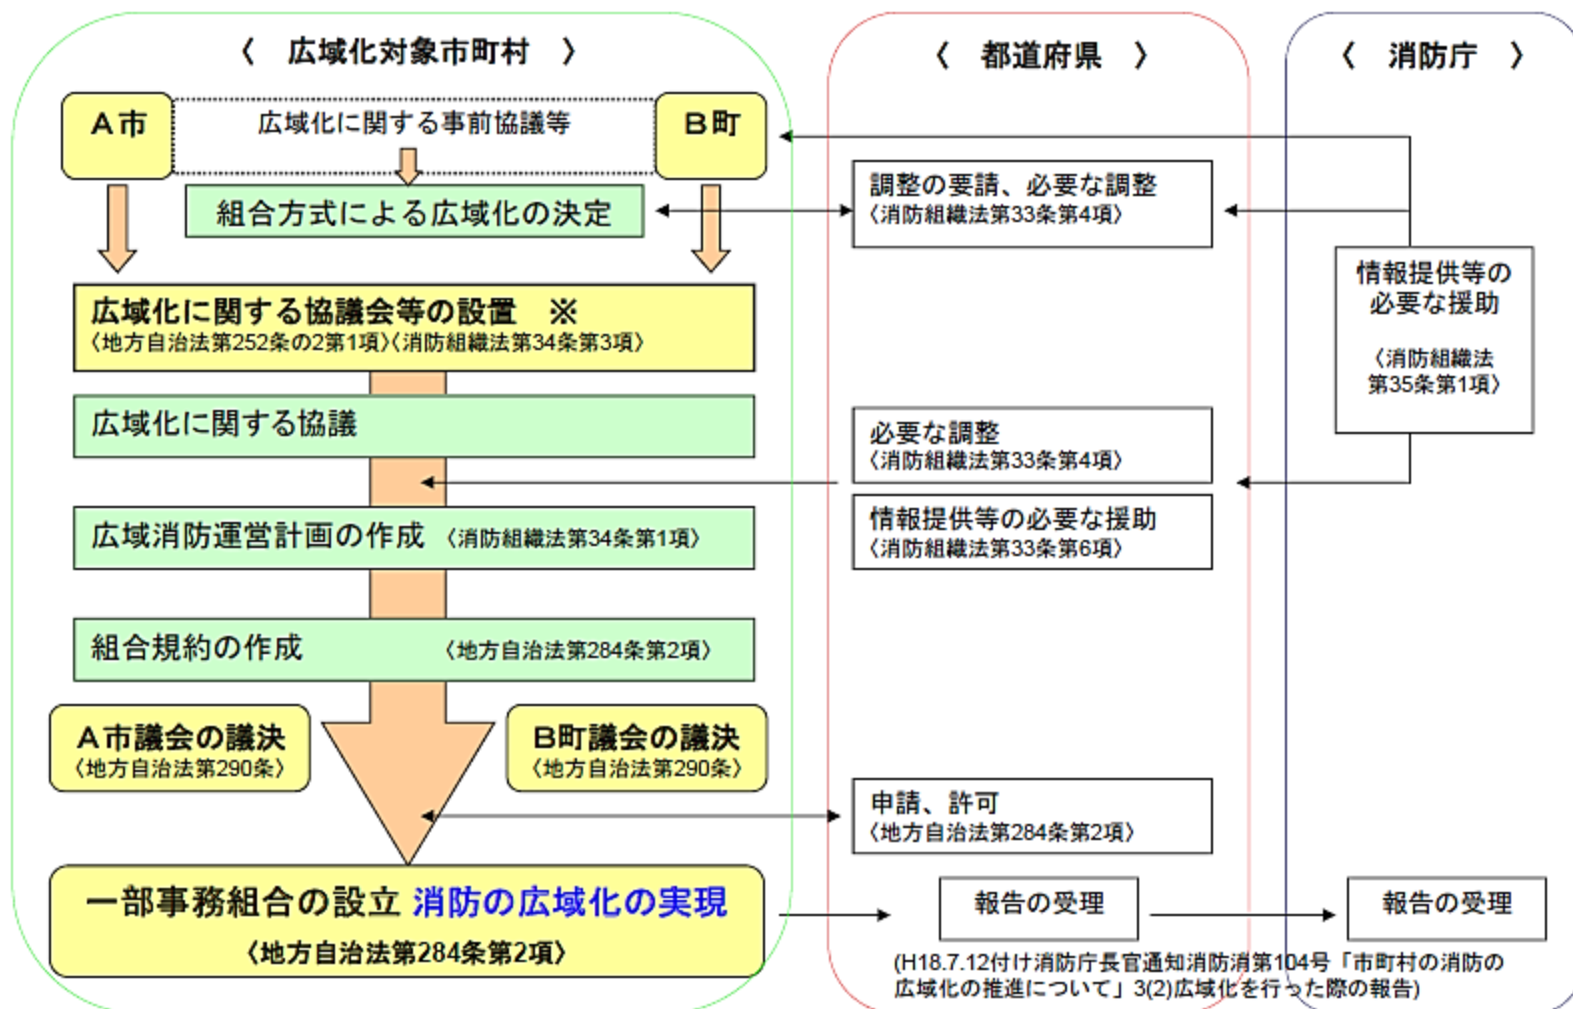 〈 広域化対象市町村 〉
A市
広域化に関する事前協議等
B町
組合方式による広域化の決定
広域化に関する協議会等の設置 ※
〈地方自治法第252条の2第1項〉〈消防組織法第34条第3項〉
広域化に関する協議
広域消防運営計画の作成 〈消防組織法第34条第1項〉
組合規約の作成 〈地方自治法第284条第2項〉
A市議会の議決
〈地方自治法第290条〉
B町議会の議決
〈地方自治法第290条〉
一部事務組合の設立 消防の広域化の実現
〈地方自治法第284条第2項〉
〈 都道府県 〉
調整の要請、必要な調整
〈消防組織法第33条第4項〉
必要な調整
〈消防組織法第33条第4項〉
情報提供等の必要な援助
〈消防組織法第33条第6項〉
申請、許可
〈地方自治法第284条第2項〉
報告の受理
〈 消防庁 〉
情報提供等の
必要な援助
〈消防組織法
第35条第1項〉
報告の受理
(H18.7.12付け消防庁長官通知消防消第104号「市町村の消防の
広域化の推進について」3(2)広域化を行った際の報告)